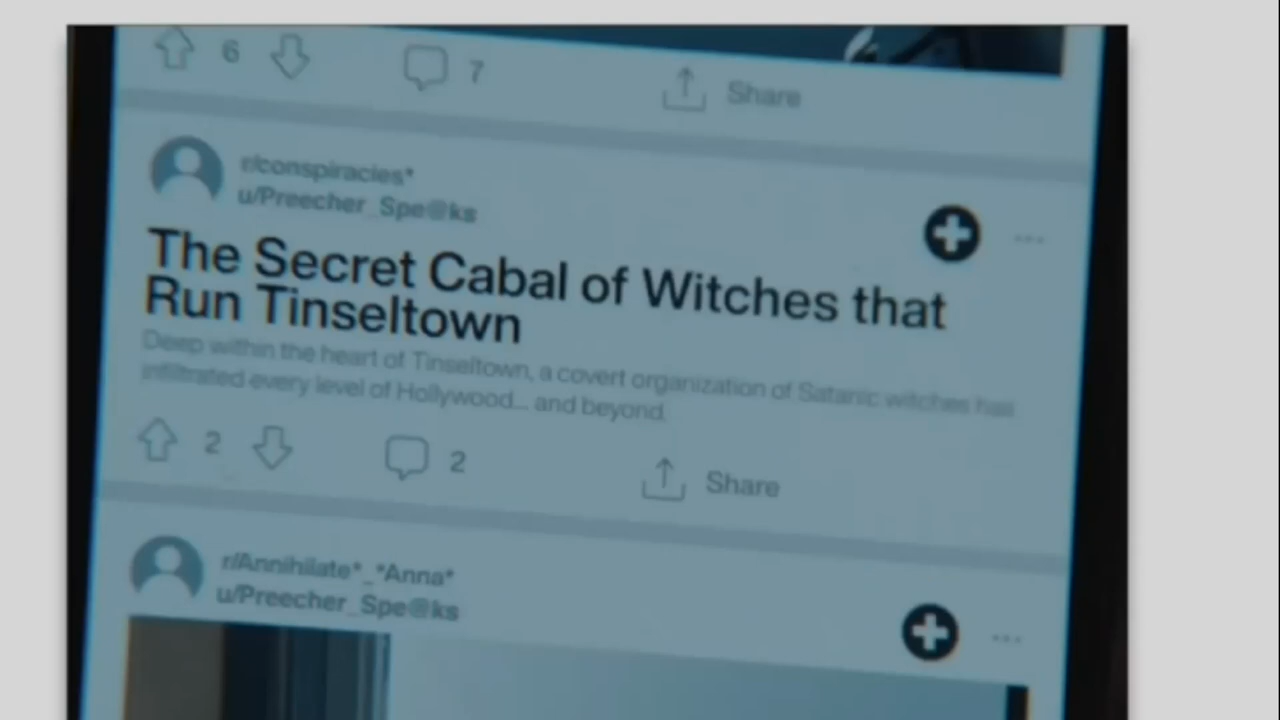 6 7 Share
r/conspiracies*
u/Preecher_Spe@ks
The Secret Cabal of Witches that
Run Tinseltown
Deep within the heart of Tinseltown, a covert organization of Satanic witches has
infiltrated every level of Hollywood... and beyond.
2 2 Share
r/Annihilate*_*Anna*
u/Preecher_Spe@ks